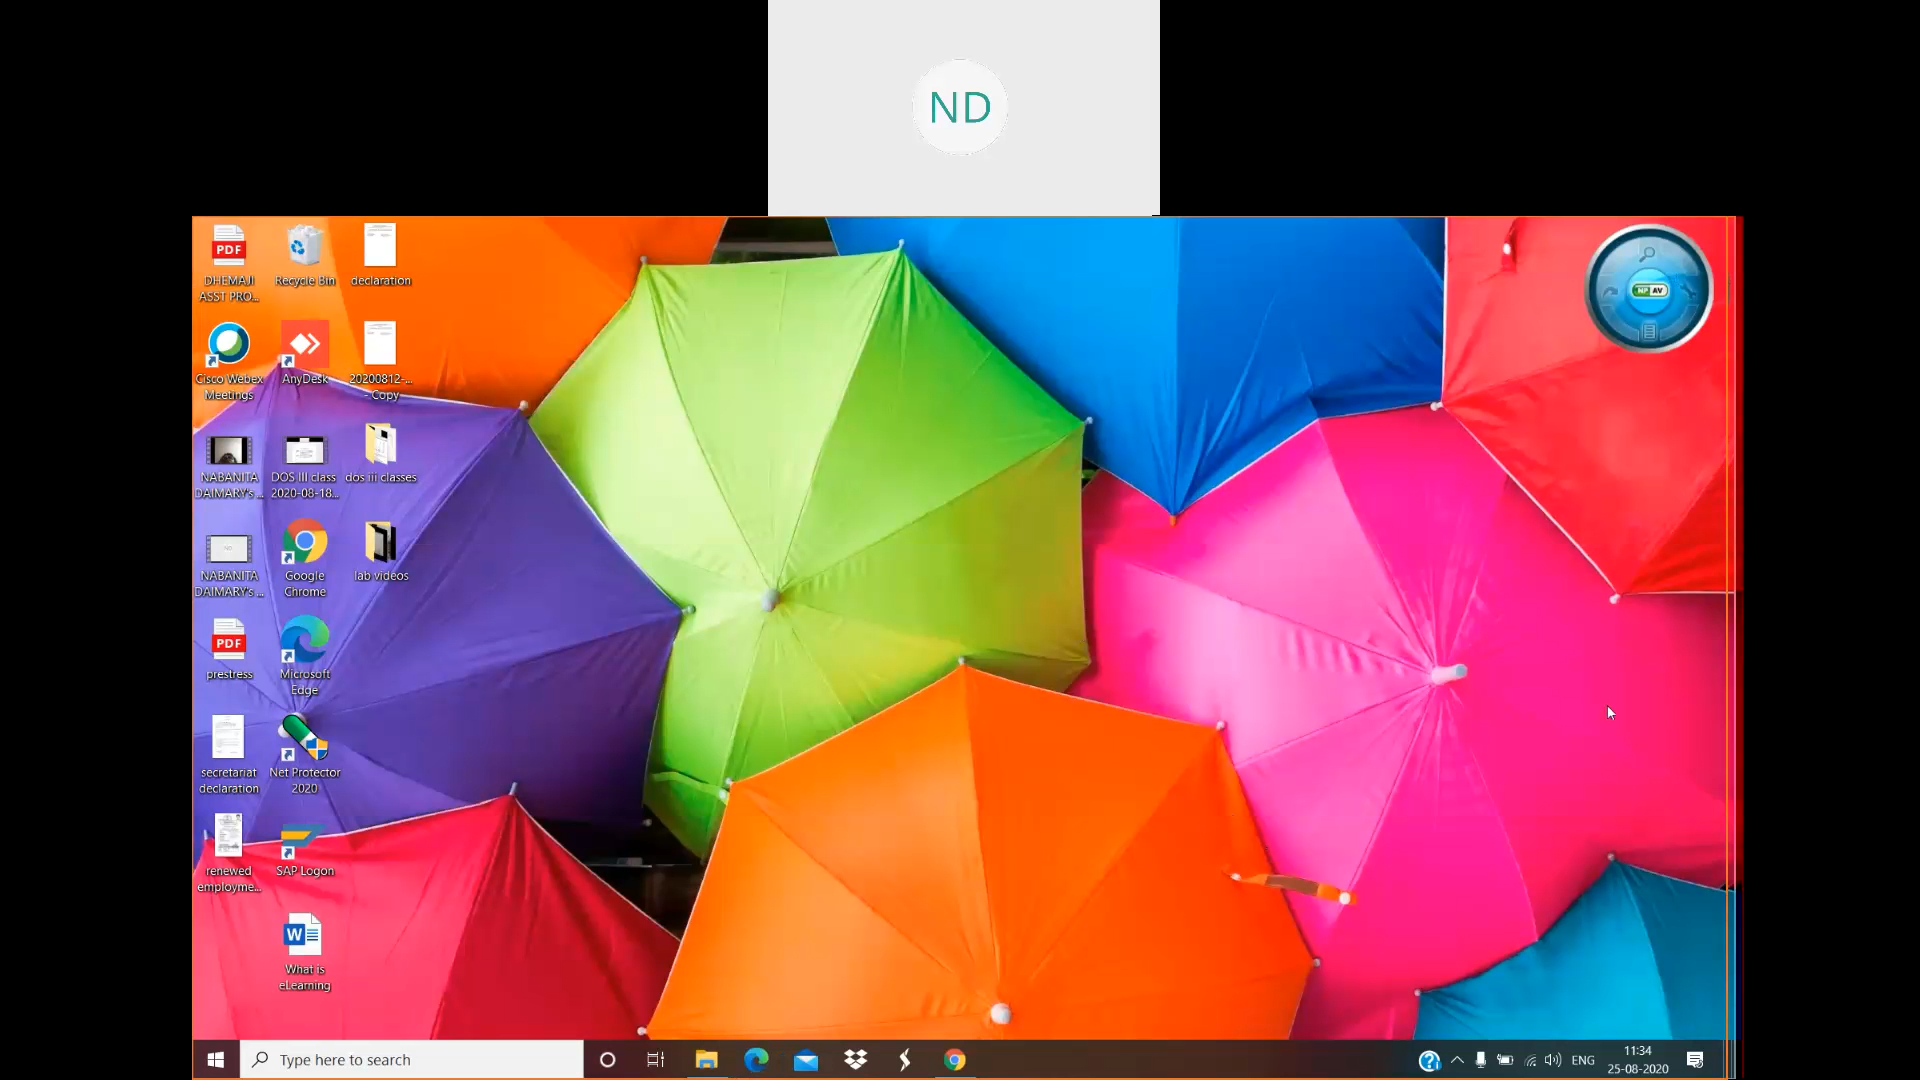 ND
PDF
DHEMAJI
ASST PRO...
Recycle Bin
declaration
NP AV
Cisco Webex
Meetings
AnyDesk
20200812-...
- Copy
NABANITA
DAIMARY's ...
DOS III class
2020-08-18...
dos iii classes
ND
NABANITA
DAIMARY's ...
Google
Chrome
lab videos
PDF
prestress
Microsoft
Edge
secretariat
declaration
Net Protector
2020
renewed
employme...
SAP Logon
W
What is
eLearning
Type here to search
ENG
11:34
25-08-2020